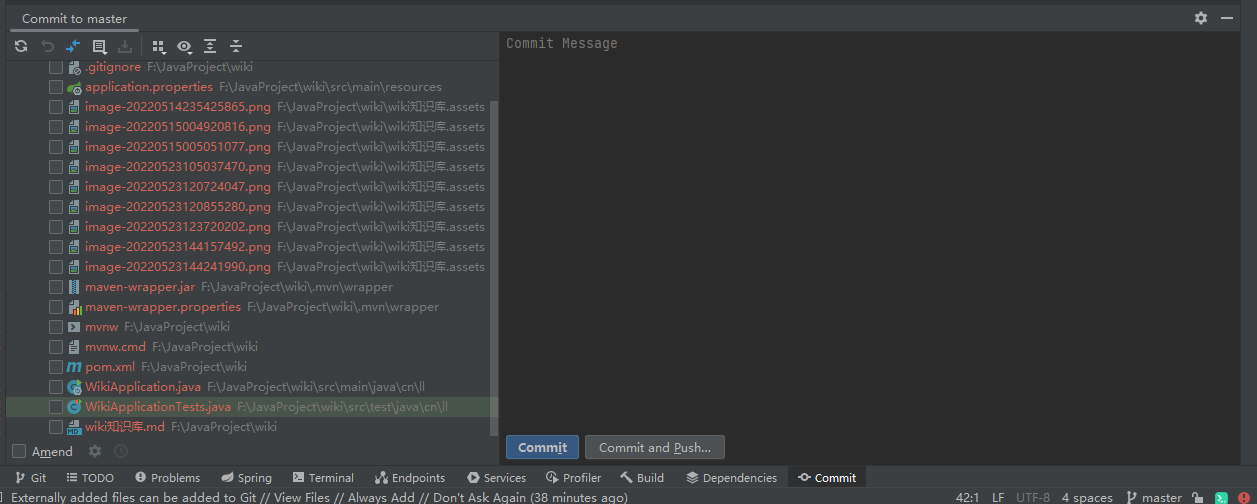 Commit to master
Commit Message
.gitignore F:\JavaProject\wiki
application.properties F:\JavaProject\wiki\src\main\resources
image-20220514235425865.png F:\JavaProject\wiki\wiki知识库.assets
image-20220515004920816.png F:\JavaProject\wiki\wiki知识库.assets
image-20220515005051077.png F:\JavaProject\wiki\wiki知识库.assets
image-20220523105037470.png F:\JavaProject\wiki\wiki知识库.assets
image-20220523120724047.png F:\JavaProject\wiki\wiki知识库.assets
image-20220523120855280.png F:\JavaProject\wiki\wiki知识库.assets
image-20220523123720202.png F:\JavaProject\wiki\wiki知识库.assets
image-20220523144157492.png F:\JavaProject\wiki\wiki知识库.assets
image-20220523144241990.png F:\JavaProject\wiki\wiki知识库.assets
maven-wrapper.jar F:\JavaProject\wiki\.mvn\wrapper
maven-wrapper.properties F:\JavaProject\wiki\.mvn\wrapper
mvnw F:\JavaProject\wiki
mvnw.cmd F:\JavaProject\wiki
pom.xml F:\JavaProject\wiki
WikiApplication.java F:\JavaProject\wiki\src\main\java\cn\ll
WikiApplicationTests.java F:\JavaProject\wiki\src\test\java\cn\ll
wiki知识库.md F:\JavaProject\wiki
Amend
Commit Commit and Push...
Git TODO Problems Spring Terminal Endpoints Services Profiler Build Dependencies Commit
Externally added files can be added to Git // View Files // Always Add // Don't Ask Again (38 minutes ago) 42:1 LF UTF-8 4 spaces master